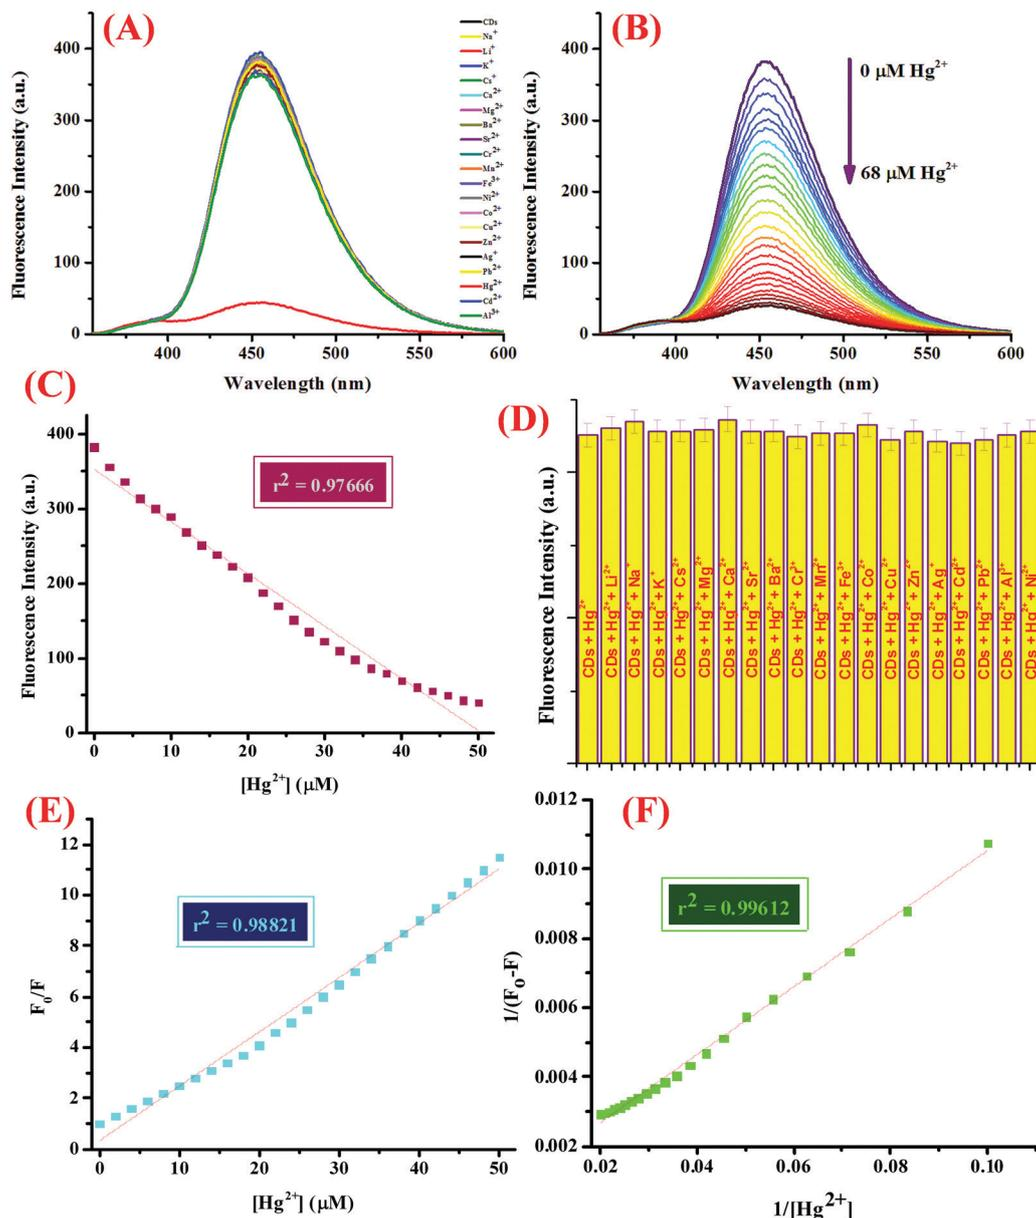 (A)
400
300
200
100
0
Fluorescence Intensity (a.u.)
400 450 500 550 600
Wavelength (nm)
CDs
Na⁺
Li⁺
K⁺
Cs⁺
Ca²⁺
Mg²⁺
Ba²⁺
Sr²⁺
Cr²⁺
Mn²⁺
Fe³⁺
Ni²⁺
Co²⁺
Cu²⁺
Zn²⁺
Ag⁺
Pb²⁺
Hg²⁺
Cd²⁺
Al³⁺
(B)
400
300
200
100
0
Fluorescence Intensity (a.u.)
0 μM Hg²⁺
68 μM Hg²⁺
400 450 500 550 600
Wavelength (nm)
(C)
400
300
200
100
0
Fluorescence Intensity (a.u.)
r² = 0.97666
0 10 20 30 40 50
[Hg²⁺] (μM)
(D)
Fluorescence Intensity (a.u.)
CDs + Hg²⁺
CDs + Hg²⁺ + Li²⁺
CDs + Hg²⁺ + Na⁺
CDs + Hg²⁺ + K⁺
CDs + Hg²⁺ + Cs²⁺
CDs + Hg²⁺ + Mg²⁺
CDs + Hg²⁺ + Ca²⁺
CDs + Hg²⁺ + Sr²⁺
CDs + Hg²⁺ + Ba²⁺
CDs + Hg²⁺ + Cr³⁺
CDs + Hg²⁺ + Mn²⁺
CDs + Hg²⁺ + Fe³⁺
CDs + Hg²⁺ + Co²⁺
CDs + Hg²⁺ + Cu²⁺
CDs + Hg²⁺ + Zn²⁺
CDs + Hg²⁺ + Ag⁺
CDs + Hg²⁺ + Cd²⁺
CDs + Hg²⁺ + Pb²⁺
CDs + Hg²⁺ + Al³⁺
CDs + Hg²⁺ + Ni²⁺
(E)
12
10
8
6
4
2
0
F₀/F
r² = 0.98821
0 10 20 30 40 50
[Hg²⁺] (μM)
(F)
0.012
0.010
0.008
0.006
0.004
0.002
1/(F₀-F)
r² = 0.99612
0.02 0.04 0.06 0.08 0.10
1/[Hg²⁺]